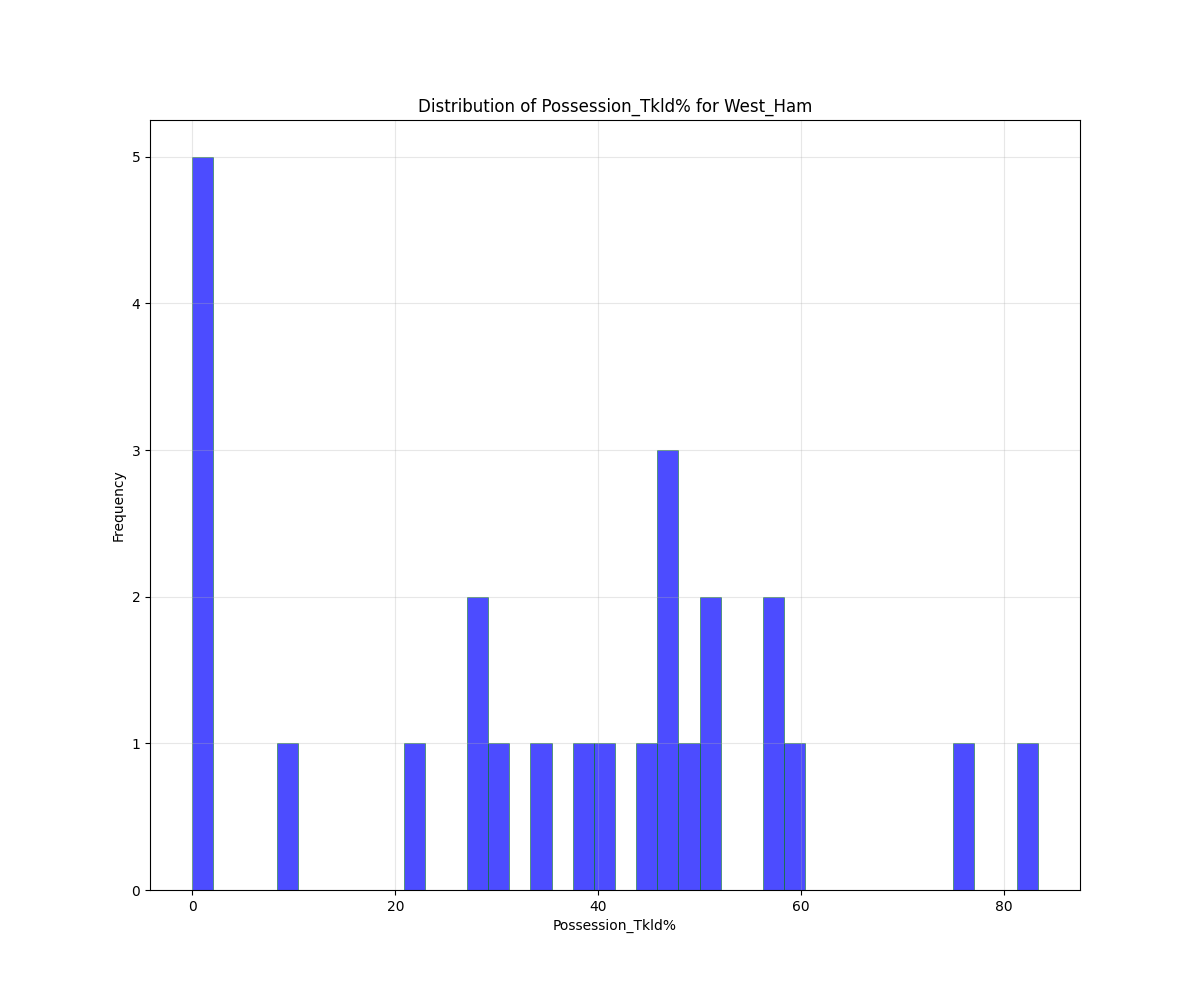 Distribution of Possession_Tkld% for West_Ham
5
4
3
2
1
0
Frequency
0 20 40 60 80
Possession_Tkld%